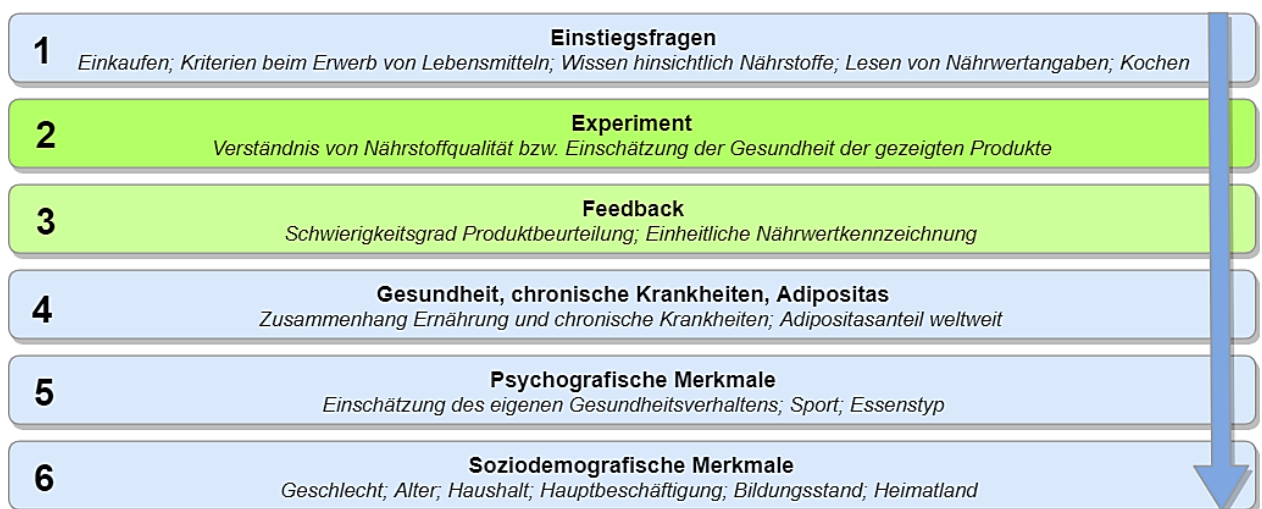 1
Einstiegsfragen
Einkaufen; Kriterien beim Erwerb von Lebensmitteln; Wissen hinsichtlich Nährstoffe; Lesen von Nährwertangaben; Kochen
2
Experiment
Verständnis von Nährstoffqualität bzw. Einschätzung der Gesundheit der gezeigten Produkte
3
Feedback
Schwierigkeitsgrad Produktbeurteilung; Einheitliche Nährwertkennzeichnung
4
Gesundheit, chronische Krankheiten, Adipositas
Zusammenhang Ernährung und chronische Krankheiten; Adipositasanteil weltweit
5
Psychografische Merkmale
Einschätzung des eigenen Gesundheitsverhaltens; Sport; Essenstyp
6
Soziodemografische Merkmale
Geschlecht; Alter; Haushalt; Hauptbeschäftigung; Bildungsstand; Heimatland